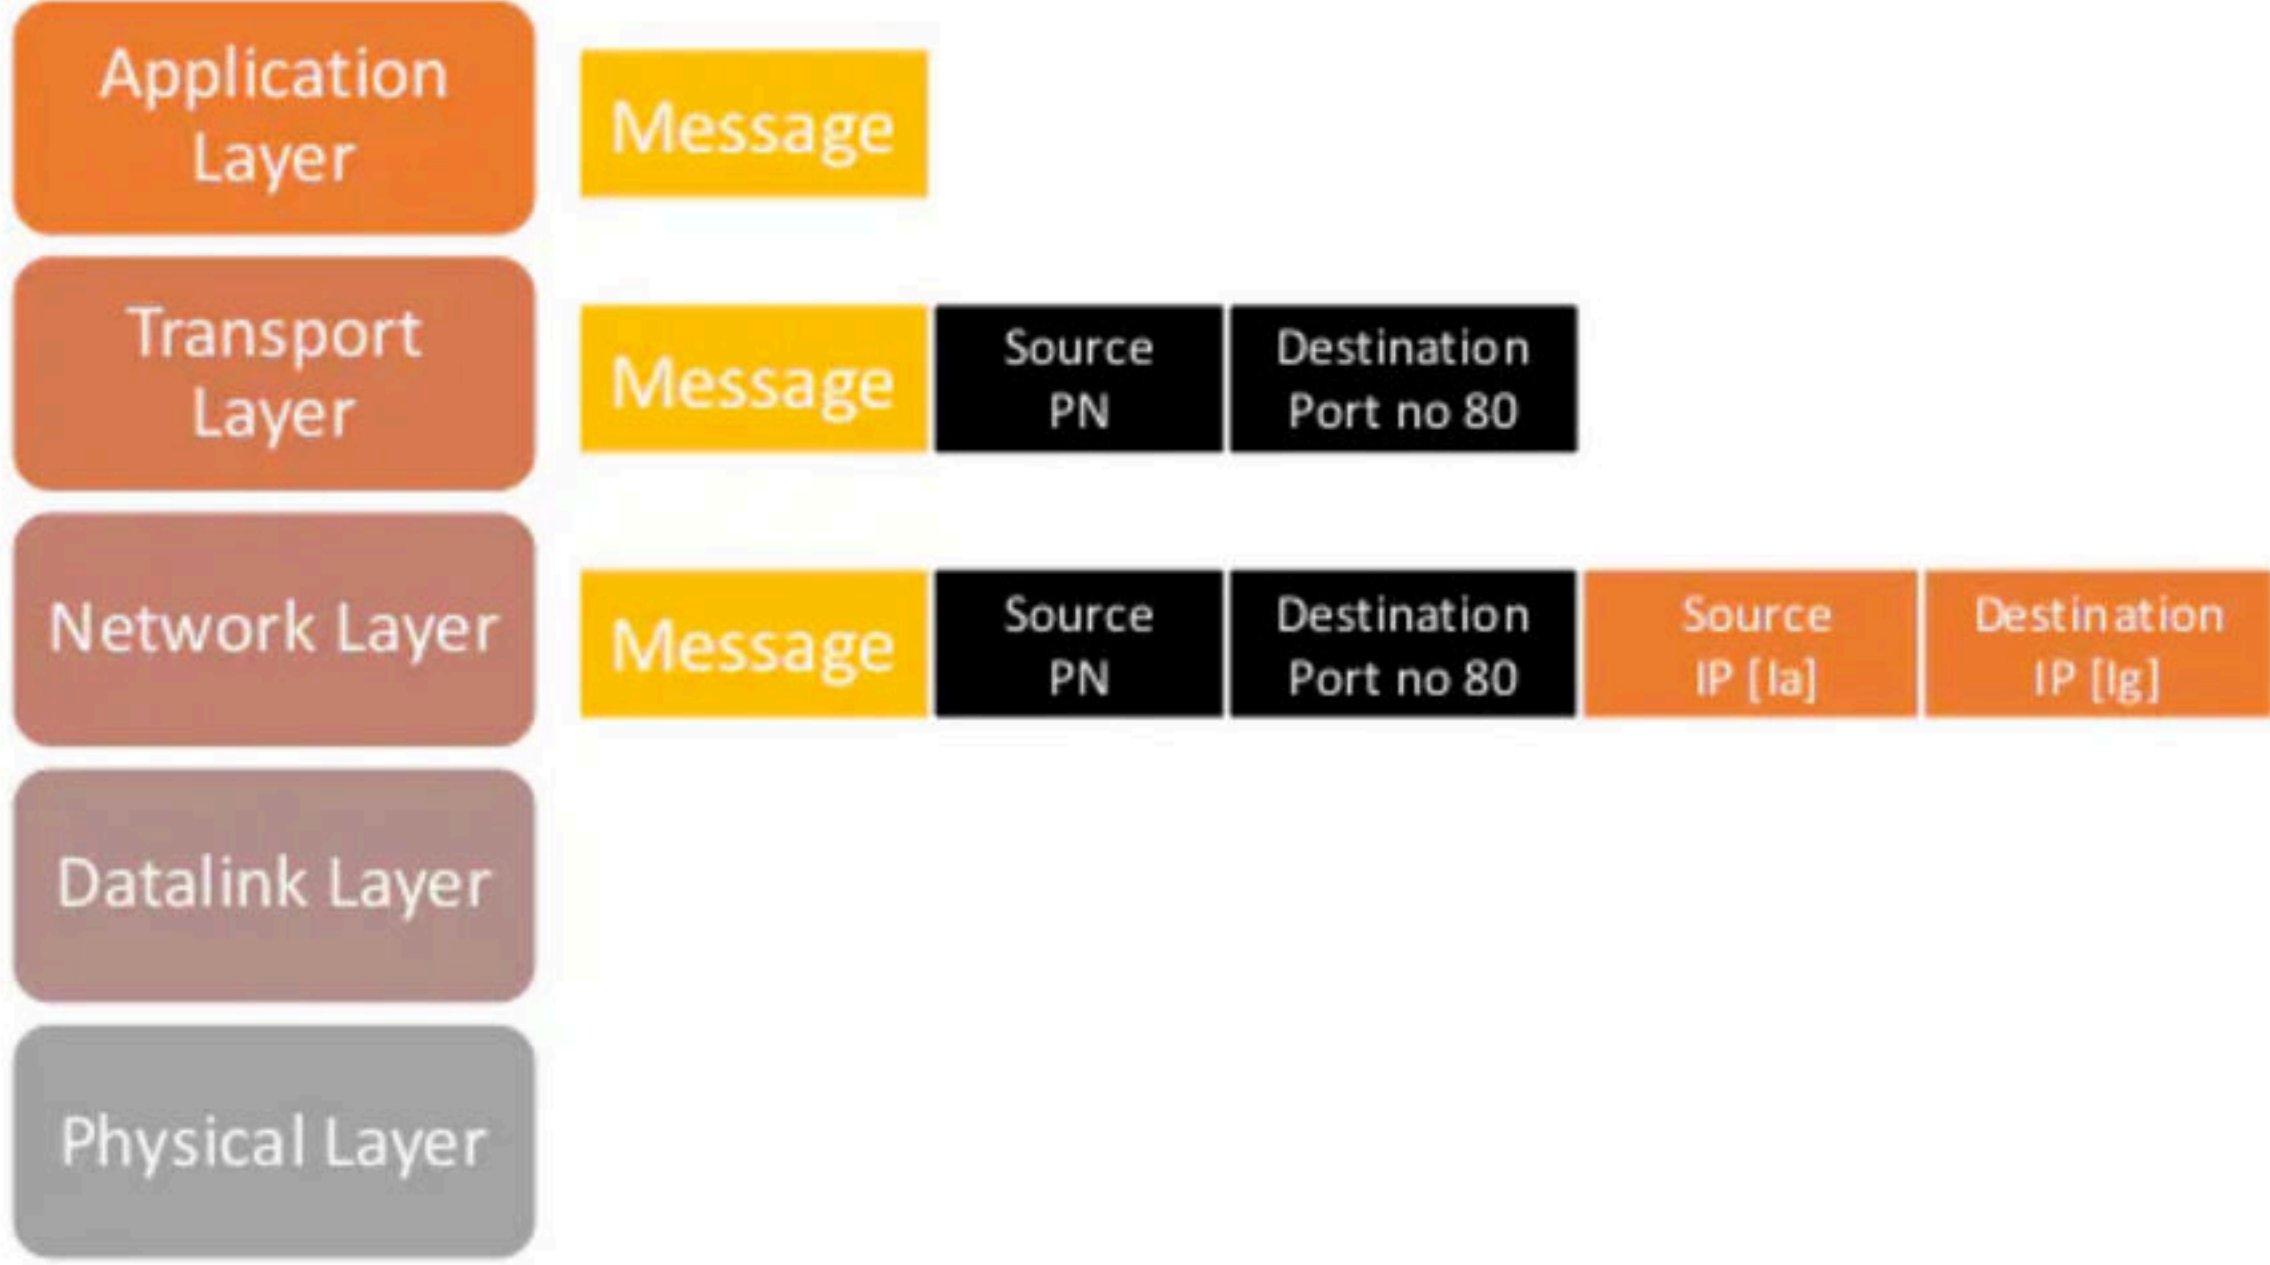 Application
Layer
Message
Transport
Layer
Message
Source
PN
Destination
Port no 80
Network Layer
Message
Source
PN
Destination
Port no 80
Source
IP [Ia]
Destination
IP [Ig]
Datalink Layer
Physical Layer